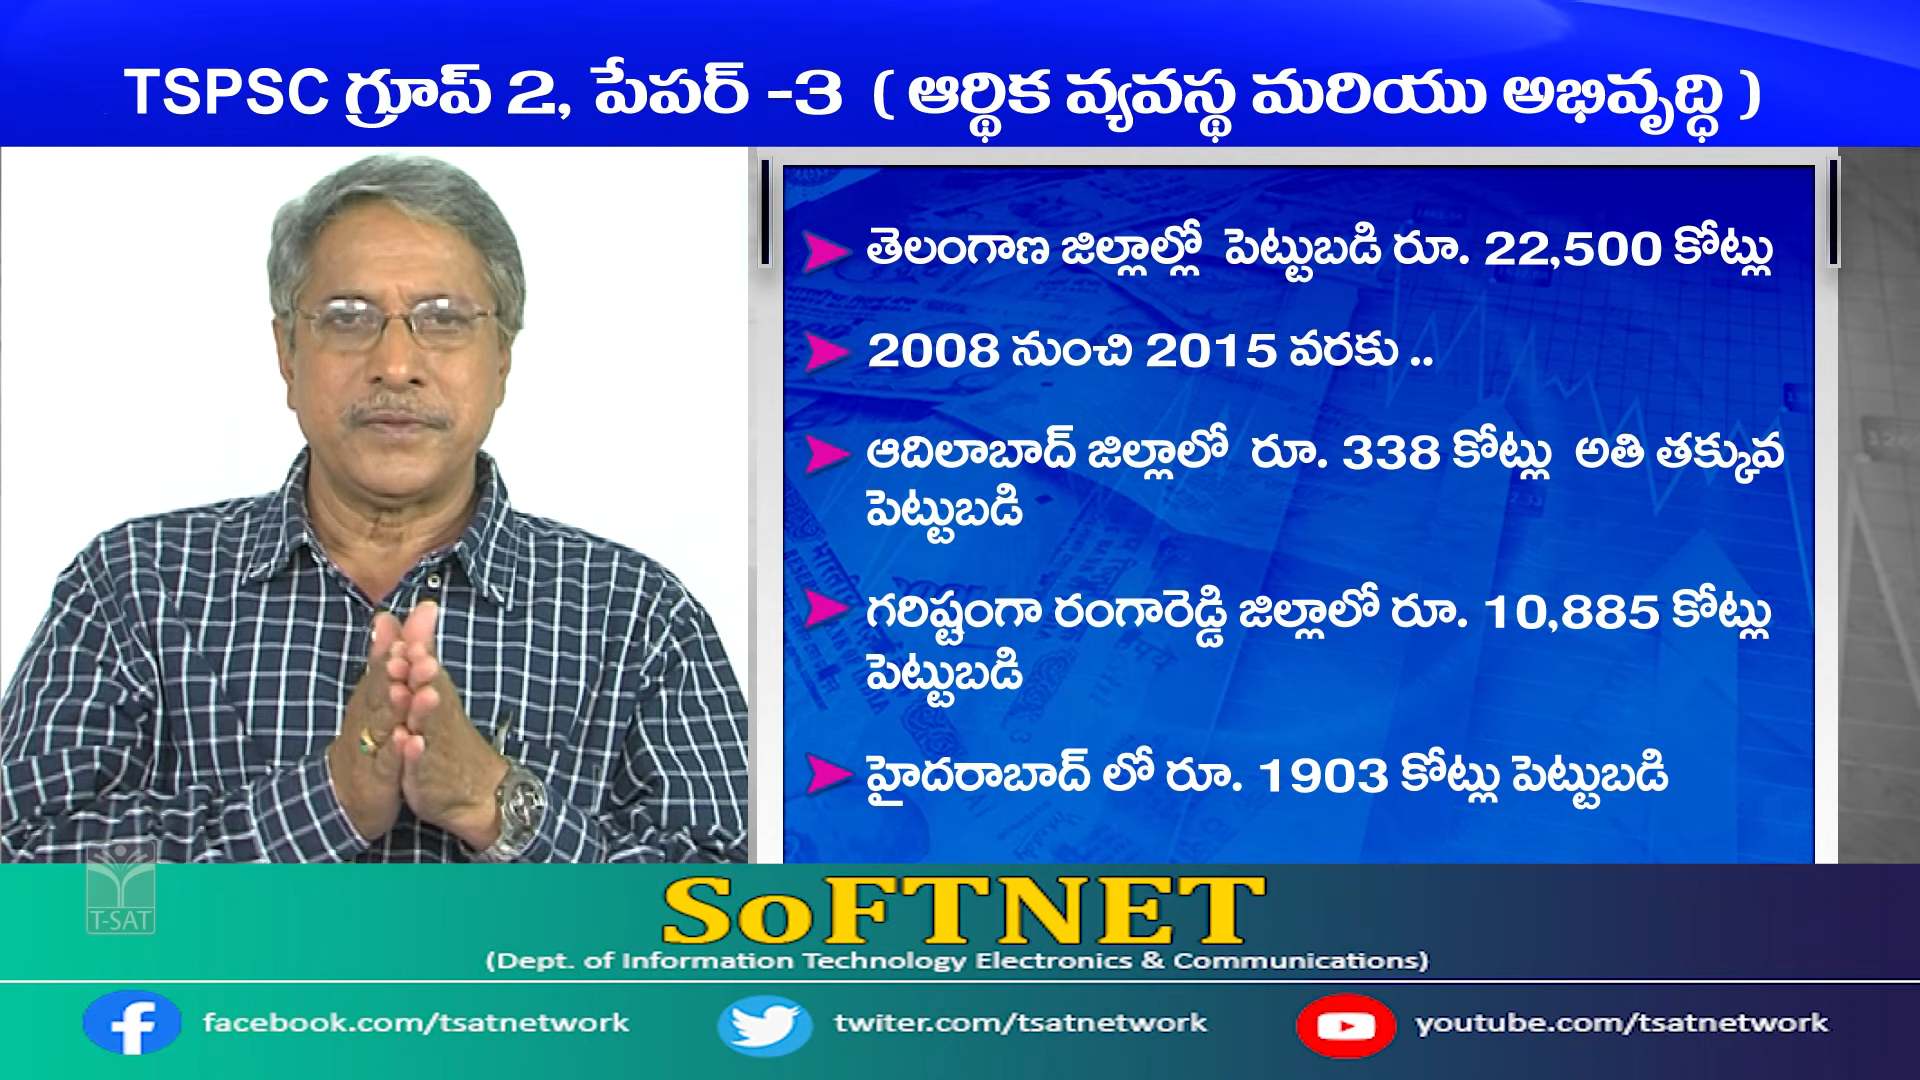 TSPSC గ్రూప్ 2, పేపర్ -3 ( ఆర్థిక వ్యవస్థ మరియు అభివృద్ధి )
తెలంగాణ జిల్లాల్లో పెట్టుబడి రూ. 22,500 కోట్లు
2008 నుంచి 2015 వరకు ..
ఆదిలాబాద్ జిల్లాలో రూ. 338 కోట్లు అతి తక్కువ
పెట్టుబడి
గరిష్టంగా రంగారెడ్డి జిల్లాలో రూ. 10,885 కోట్లు
పెట్టుబడి
హైదరాబాద్ లో రూ. 1903 కోట్లు పెట్టుబడి
T-SAT
SoFTNET
(Dept. of Information Technology Electronics & Communications)
facebook.com/tsatnetwork
twiter.com/tsatnetwork
youtube.com/tsatnetwork